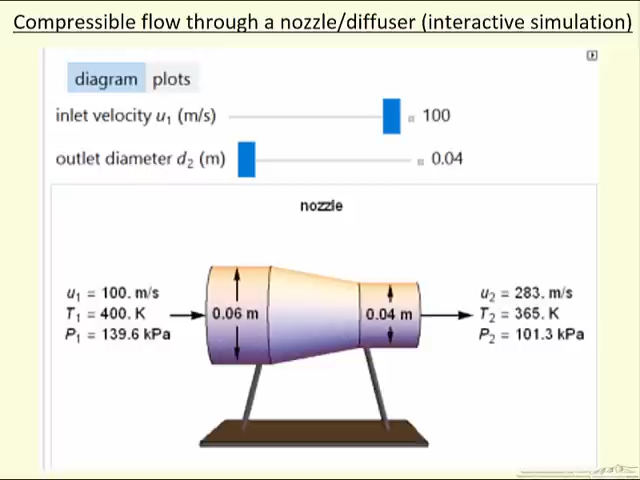 Compressible flow through a nozzle/diffuser (interactive simulation)
diagram plots
inlet velocity u₁ (m/s) 100
outlet diameter d₂ (m) 0.04
nozzle
u₁ = 100. m/s
T₁ = 400. K
P₁ = 139.6 kPa
0.06 m
0.04 m
u₂ = 283. m/s
T₂ = 365. K
P₂ = 101.3 kPa